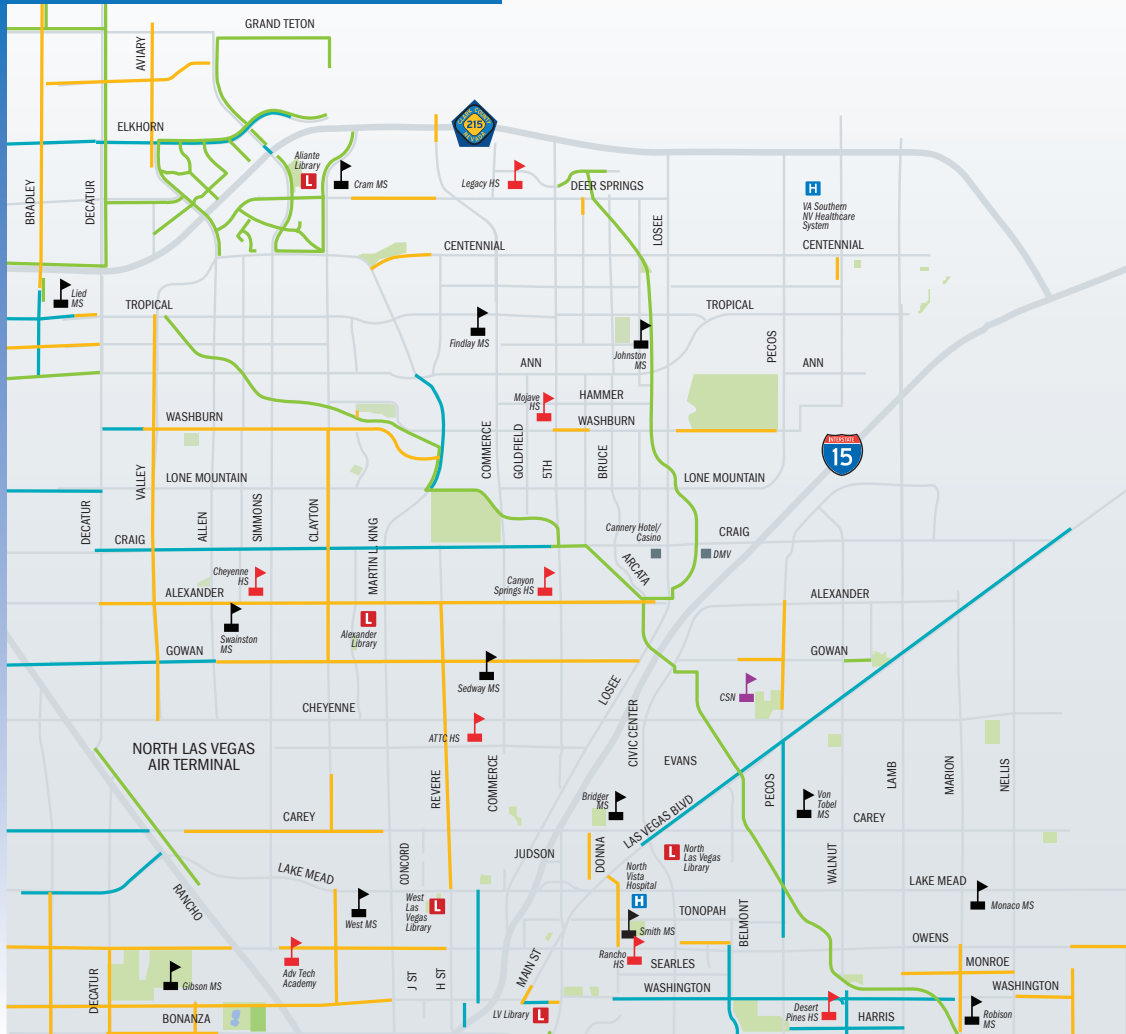 GRAND TETON
AVIARY
CLARK COUNTY
215
NEVADA
ELKHORN
Aliante
Library
L
Cram MS
Legacy HS
DEER SPRINGS
H
VA Southern
NV Healthcare
System
BRADLEY
DECATUR
LOSEE
CENTENNIAL
CENTENNIAL
Lied
MS
TROPICAL
TROPICAL
Findlay MS
Johnston
MS
PECOS
ANN
ANN
Mojave
HS
HAMMER
WASHBURN
WASHBURN
COMMERCE
GOLDFIELD
5TH
BRUCE
INTERSTATE
15
VALLEY
LONE MOUNTAIN
LONE MOUNTAIN
DECATUR
ALLEN
SIMMONS
CLAYTON
MARTIN L. KING
CRAIG
Cannery Hotel/
Casino
CRAIG
DMV
ARCATA
Cheyenne
HS
Canyon
Springs HS
ALEXANDER
ALEXANDER
Swainston
MS
L
Alexander
Library
GOWAN
GOWAN
Sedway MS
LOSEE
CSN
CHEYENNE
CIVIC CENTER
ATTC HS
NORTH LAS VEGAS
AIR TERMINAL
EVANS
REVERE
COMMERCE
PECOS
LAMB
MARION
NELLIS
Bridger
MS
Von
Tobel
MS
CAREY
LAS VEGAS BLVD
CAREY
JUDSON
DONNA
L
North
Las Vegas
Library
WALNUT
CONCORD
LAKE MEAD
North
Vista
Hospital
H
LAKE MEAD
RANCHO
West MS
West
Las
Vegas
Library
L
Monaco MS
TONOPAH
BELMONT
Smith MS
OWENS
Adv Tech
Academy
Rancho
HS
SEARLES
MONROE
MAIN ST
DECATUR
Gibson MS
J ST
H ST
WASHINGTON
WASHINGTON
BONANZA
LV Library
L
Desert
Pines HS
HARRIS
Robison
MS